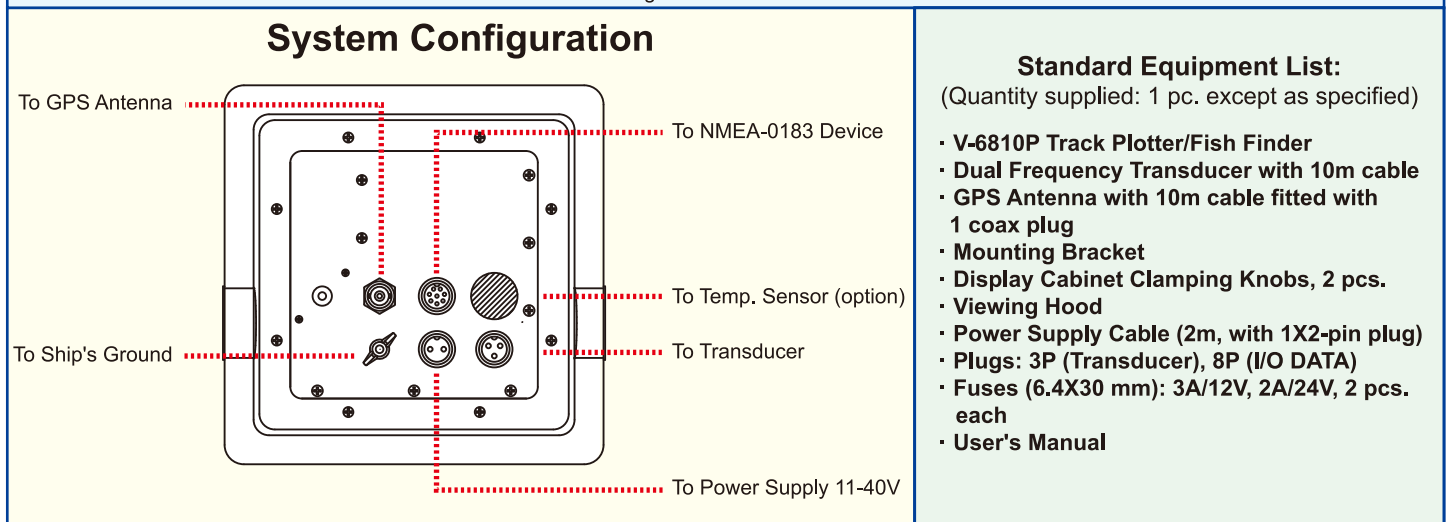 System Configuration
To GPS Antenna
To NMEA-0183 Device
To Temp. Sensor (option)
To Ship's Ground
To Transducer
To Power Supply 11-40V
Standard Equipment List:
(Quantity supplied: 1 pc. except as specified)
· V-6810P Track Plotter/Fish Finder
· Dual Frequency Transducer with 10m cable
· GPS Antenna with 10m cable fitted with
1 coax plug
· Mounting Bracket
· Display Cabinet Clamping Knobs, 2 pcs.
· Viewing Hood
· Power Supply Cable (2m, with 1X2-pin plug)
· Plugs: 3P (Transducer), 8P (I/O DATA)
· Fuses (6.4X30 mm): 3A/12V, 2A/24V, 2 pcs.
each
· User's Manual